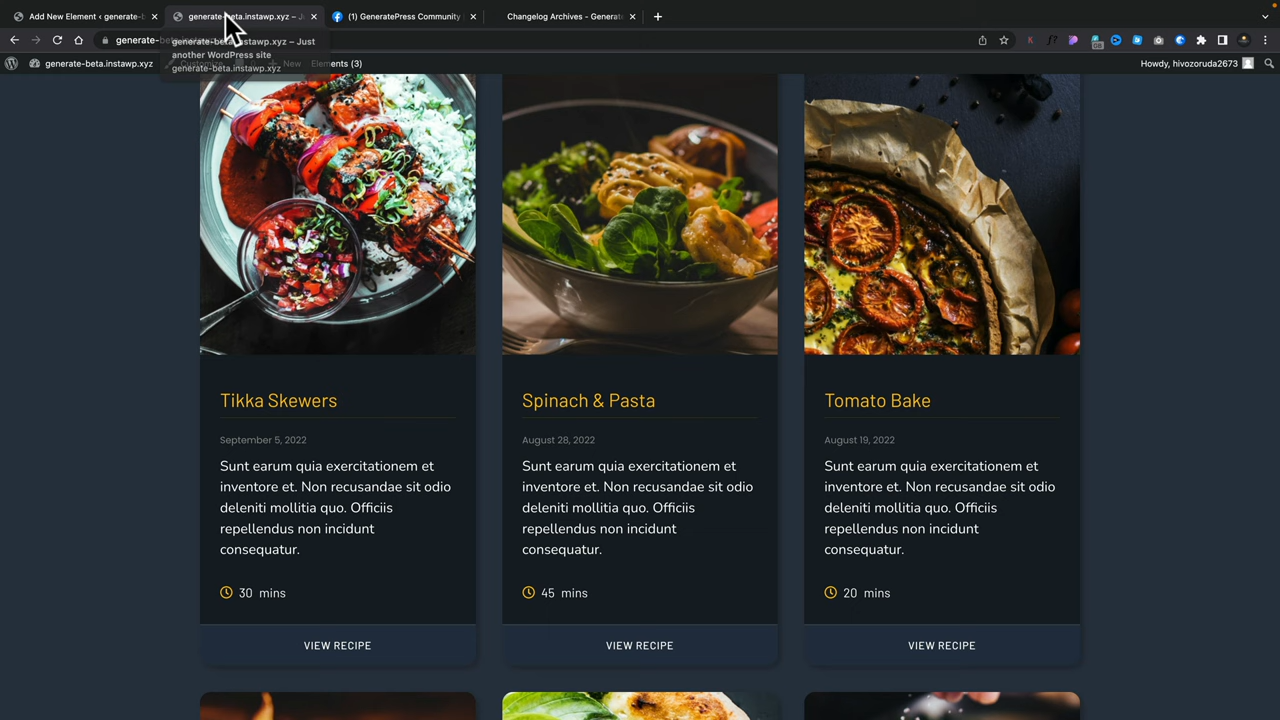 Add New Element ‹ generate-b
generate-beta.instawp.xyz – Ju
(1) GeneratePress Community
Changelog Archives - Generate
generate-be
generate-beta.instawp.xyz – Just
another WordPress site
generate-beta.instawp.xyz
generate-beta.instawp.xyz
New
Elements (3)
Howdy, hivozoruda2673
Tikka Skewers
September 5, 2022
Sunt earum quia exercitationem et
inventore et. Non recusandae sit odio
deleniti mollitia quo. Officiis
repellendus non incidunt
consequatur.
30 mins
VIEW RECIPE
Spinach & Pasta
August 28, 2022
Sunt earum quia exercitationem et
inventore et. Non recusandae sit odio
deleniti mollitia quo. Officiis
repellendus non incidunt
consequatur.
45 mins
VIEW RECIPE
Tomato Bake
August 19, 2022
Sunt earum quia exercitationem et
inventore et. Non recusandae sit odio
deleniti mollitia quo. Officiis
repellendus non incidunt
consequatur.
20 mins
VIEW RECIPE